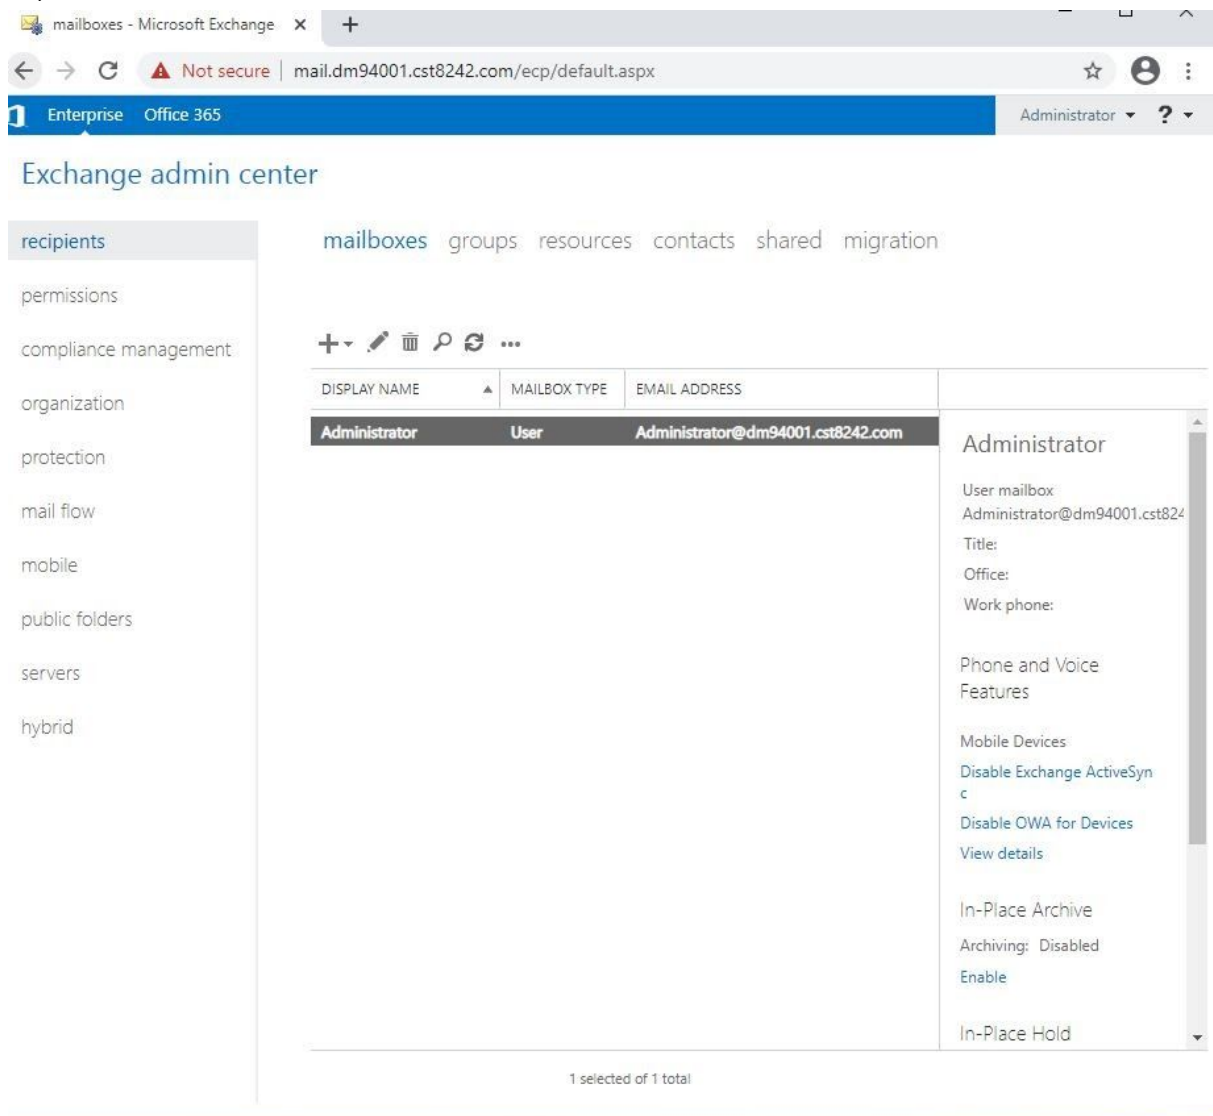 mailboxes - Microsoft Exchange
Not secure | mail.dm94001.cst8242.com/ecp/default.aspx
Enterprise Office 365
Administrator ?
Exchange admin center
recipients
permissions
compliance management
organization
protection
mail flow
mobile
public folders
servers
hybrid
mailboxes groups resources contacts shared migration
DISPLAY NAME MAILBOX TYPE EMAIL ADDRESS
Administrator User Administrator@dm94001.cst8242.com
Administrator
User mailbox
Administrator@dm94001.cst824
Title:
Office:
Work phone:
Phone and Voice
Features
Mobile Devices
Disable Exchange ActiveSyn
c
Disable OWA for Devices
View details
In-Place Archive
Archiving: Disabled
Enable
In-Place Hold
1 selected of 1 total